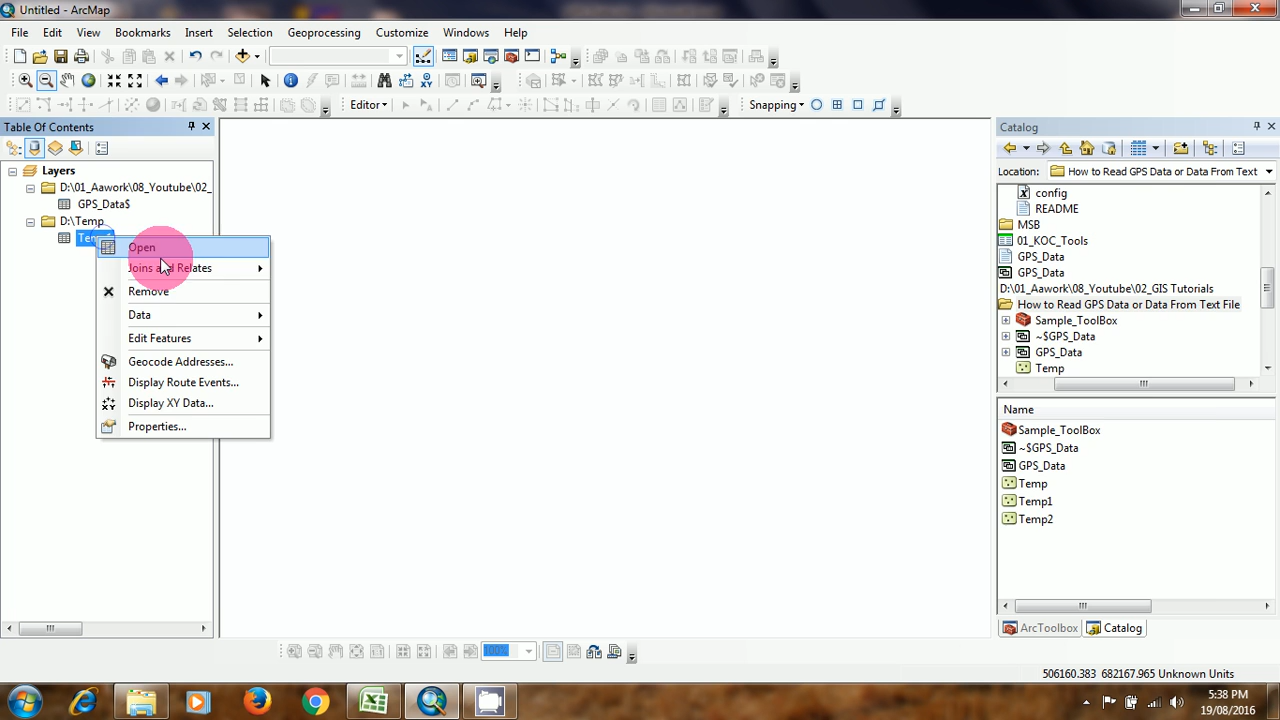 Untitled - ArcMap
File Edit View Bookmarks Insert Selection Geoprocessing Customize Windows Help
Editor Snapping
Table Of Contents
Layers
D:\01_Aawork\08_Youtube\02_
GPS_Data$
D:\Temp
Open
Joins and Relates
Remove
Data
Edit Features
Geocode Addresses...
Display Route Events...
Display XY Data...
Properties...
Catalog
Location: How to Read GPS Data or Data From Text
config
README
MSB
01_KOC_Tools
GPS_Data
GPS_Data
D:\01_Aawork\08_Youtube\02_GIS Tutorials
How to Read GPS Data or Data From Text File
Sample_ToolBox
~$GPS_Data
GPS_Data
Temp
Name
Sample_ToolBox
~$GPS_Data
GPS_Data
Temp
Temp1
Temp2
ArcToolbox Catalog
100%
506160.383 682167.965 Unknown Units
5:38 PM
19/08/2016